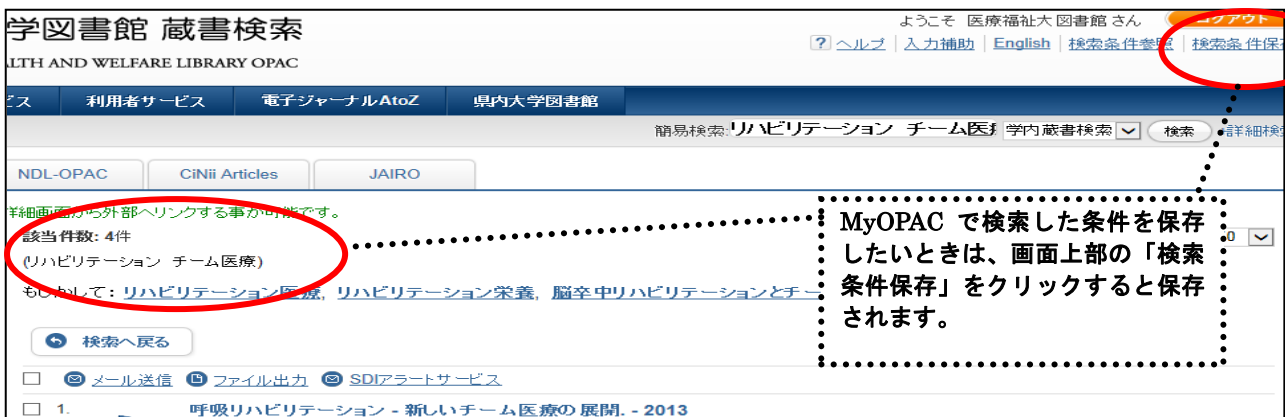 学図書館 蔵書検索
LTH AND WELFARE LIBRARY OPAC
ようこそ 医療福祉大図書館さん ログアウト
? ヘルプ 入力補助 English 検索条件参照 検索条件保存
ビス 利用者サービス 電子ジャーナルAtoZ 県内大学図書館
簡易検索: リハビリテーション チーム医療 学内蔵書検索 検索 詳細検索
NDL-OPAC CiNii Articles JAIRO
詳細画面から外部へリンクする事が可能です。
該当件数: 4件
(リハビリテーション チーム医療)
もしかして: リハビリテーション医療, リハビリテーション栄養, 脳卒中リハビリテーションとチー
0
MyOPAC で検索した条件を保存
したいときは、画面上部の「検索
条件保存」をクリックすると保存
されます。
検索へ戻る
メール送信 ファイル出力 SDIアラートサービス
1. 呼吸リハビリテーション - 新しいチーム医療の展開. - 2013